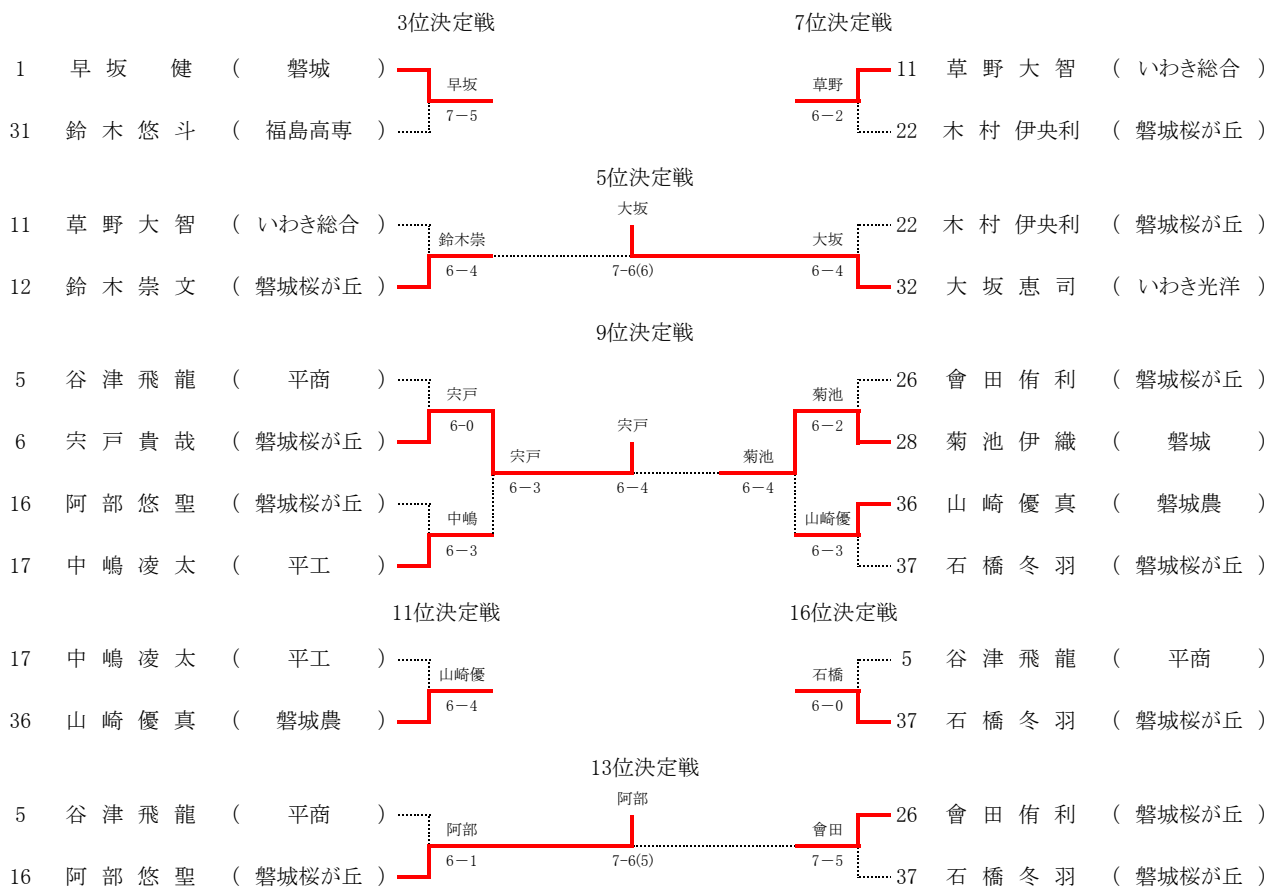 3位決定戦 7位決定戦
1 早坂 健 ( 磐城 ) 11 草野大智 ( いわき総合 )
早坂 草野
7－5 6－2
31 鈴木悠斗 ( 福島高専 ) 22 木村伊央利 ( 磐城桜が丘 )
5位決定戦
大坂
11 草野大智 ( いわき総合 ) 22 木村伊央利 ( 磐城桜が丘 )
鈴木崇 大坂
6－4 7-6(6) 6－4
12 鈴木崇文 ( 磐城桜が丘 ) 32 大坂恵司 ( いわき光洋 )
9位決定戦
5 谷津飛龍 ( 平商 ) 26 會田侑利 ( 磐城桜が丘 )
宍戸 菊池
6-0 宍戸 6－2
6 宍戸貴哉 ( 磐城桜が丘 ) 28 菊池伊織 ( 磐城 )
宍戸 菊池
6－3 6－4 6－4
16 阿部悠聖 ( 磐城桜が丘 ) 36 山崎優真 ( 磐城農 )
中嶋 山崎優
6－3 6－3
17 中嶋凌太 ( 平工 ) 37 石橋冬羽 ( 磐城桜が丘 )
11位決定戦 16位決定戦
17 中嶋凌太 ( 平工 ) 5 谷津飛龍 ( 平商 )
山崎優 石橋
6－4 6－0
36 山崎優真 ( 磐城農 ) 37 石橋冬羽 ( 磐城桜が丘 )
13位決定戦
阿部
5 谷津飛龍 ( 平商 ) 26 會田侑利 ( 磐城桜が丘 )
阿部 會田
6－1 7-6(5) 7－5
16 阿部悠聖 ( 磐城桜が丘 ) 37 石橋冬羽 ( 磐城桜が丘 )